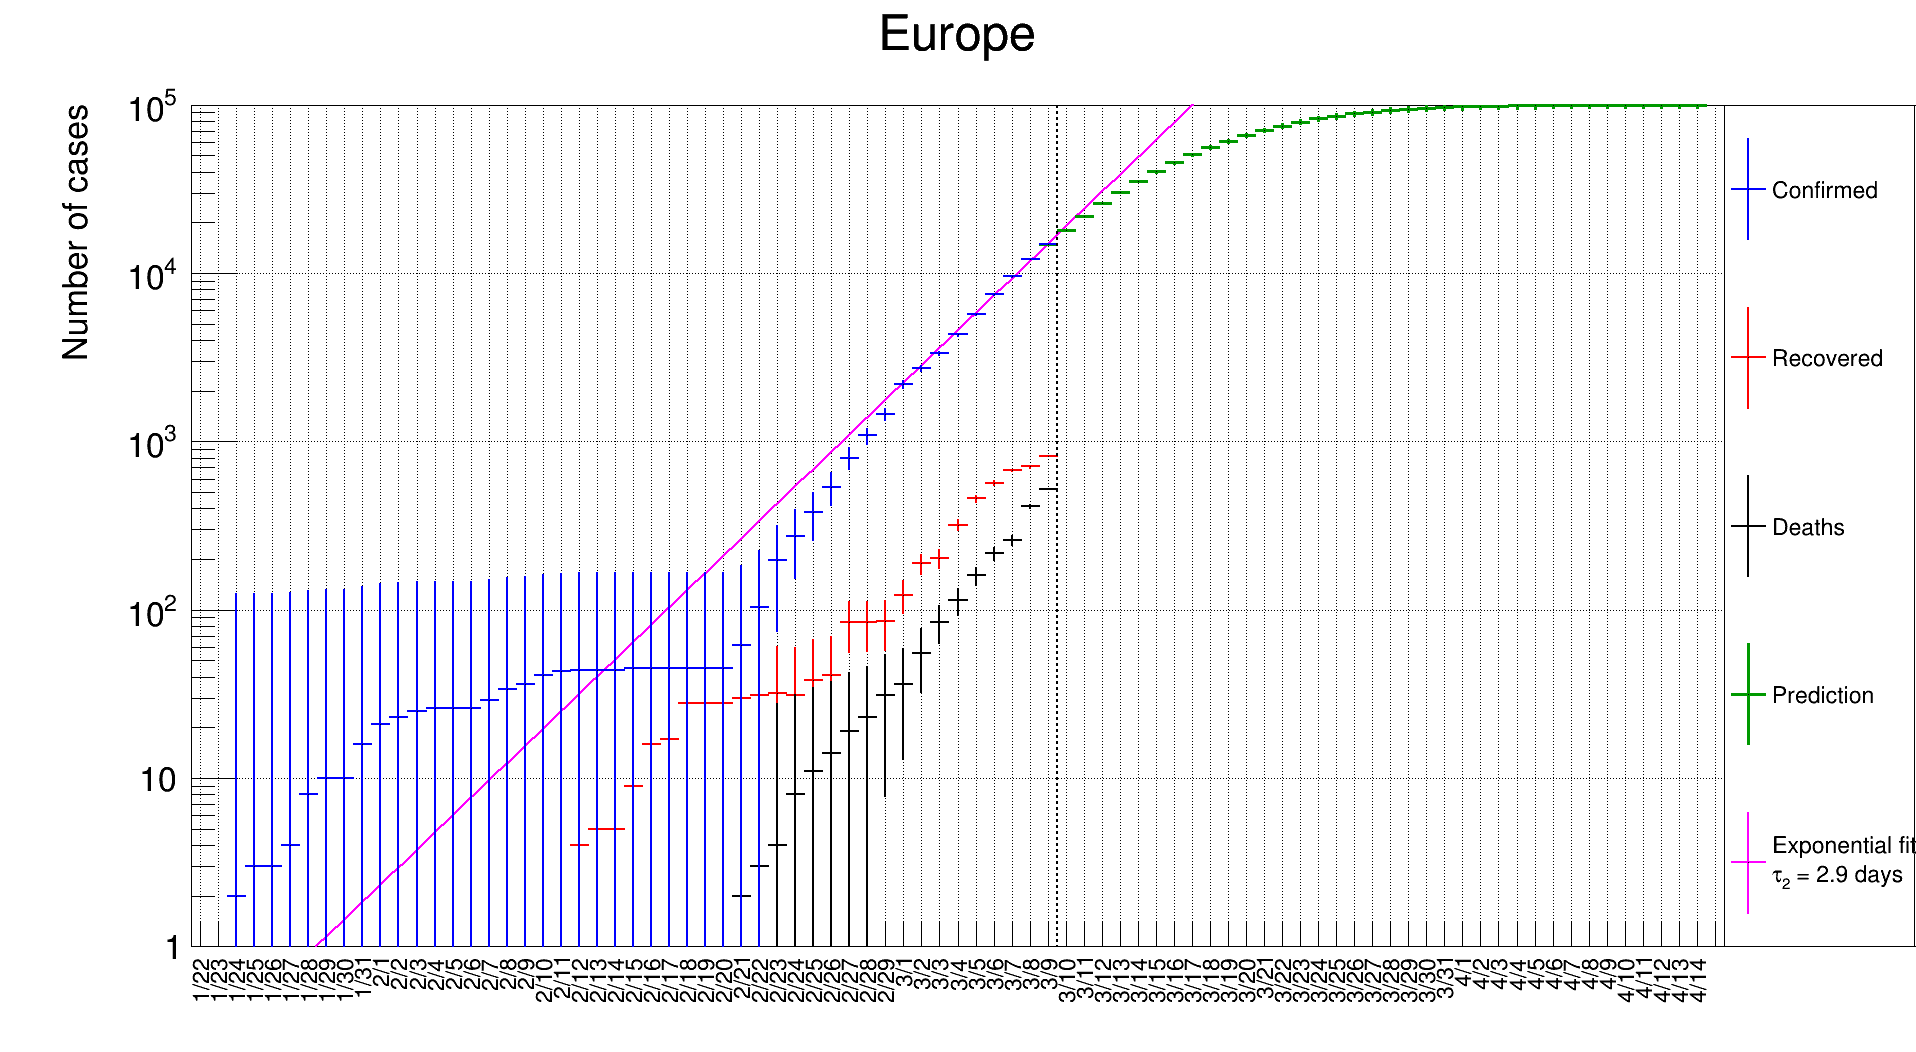 Europe
Number of cases
10⁵
10⁴
10³
10²
10
1
1/22 1/23 1/24 1/25 1/26 1/27 1/28 1/29 1/30 1/31 2/1 2/2 2/3 2/4 2/5 2/6 2/7 2/8 2/9 2/10 2/11 2/12 2/13 2/14 2/15 2/16 2/17 2/18 2/19 2/20 2/21 2/22 2/23 2/24 2/25 2/26 2/27 2/28 2/29 3/1 3/2 3/3 3/4 3/5 3/6 3/7 3/8 3/9 3/10 3/11 3/12 3/13 3/14 3/15 3/16 3/17 3/18 3/19 3/20 3/21 3/22 3/23 3/24 3/25 3/26 3/27 3/28 3/29 3/30 3/31 4/1 4/2 4/3 4/4 4/5 4/6 4/7 4/8 4/9 4/10 4/11 4/12 4/13 4/14
Confirmed
Recovered
Deaths
Prediction
Exponential fit
τ₂ = 2.9 days